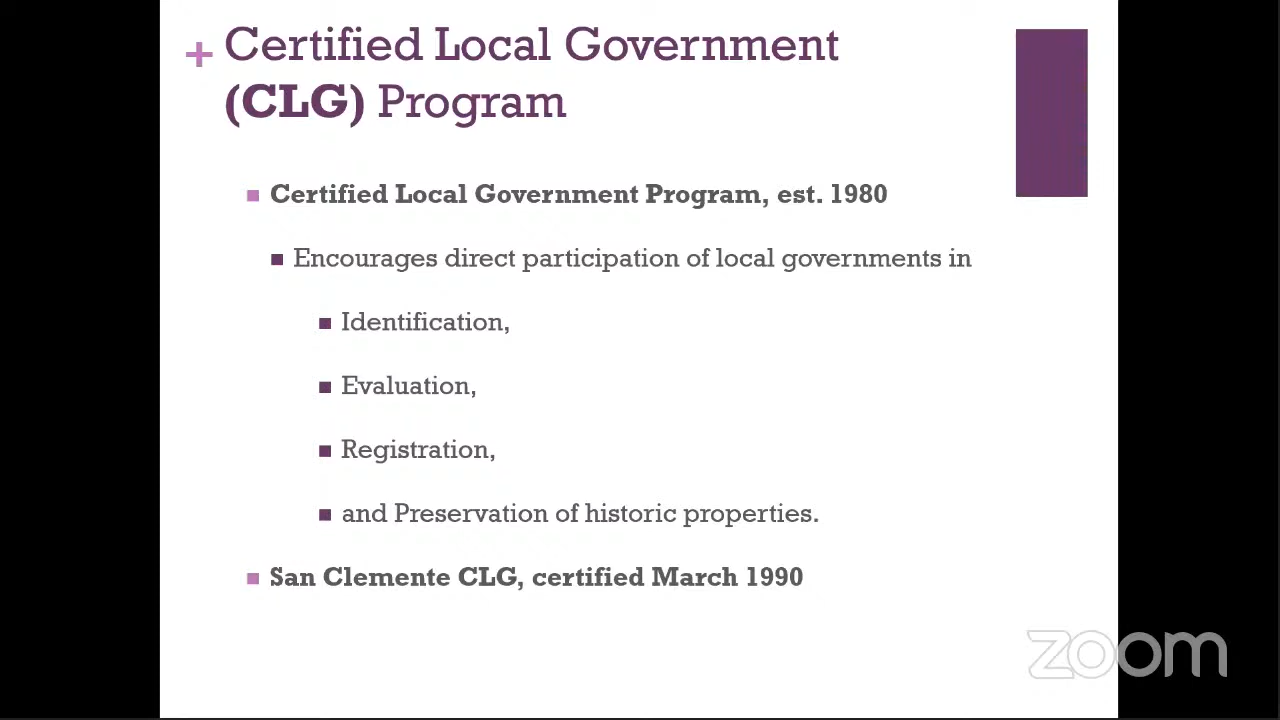 + Certified Local Government
(CLG) Program
Certified Local Government Program, est. 1980
Encourages direct participation of local governments in
Identification,
Evaluation,
Registration,
and Preservation of historic properties.
San Clemente CLG, certified March 1990
zoom